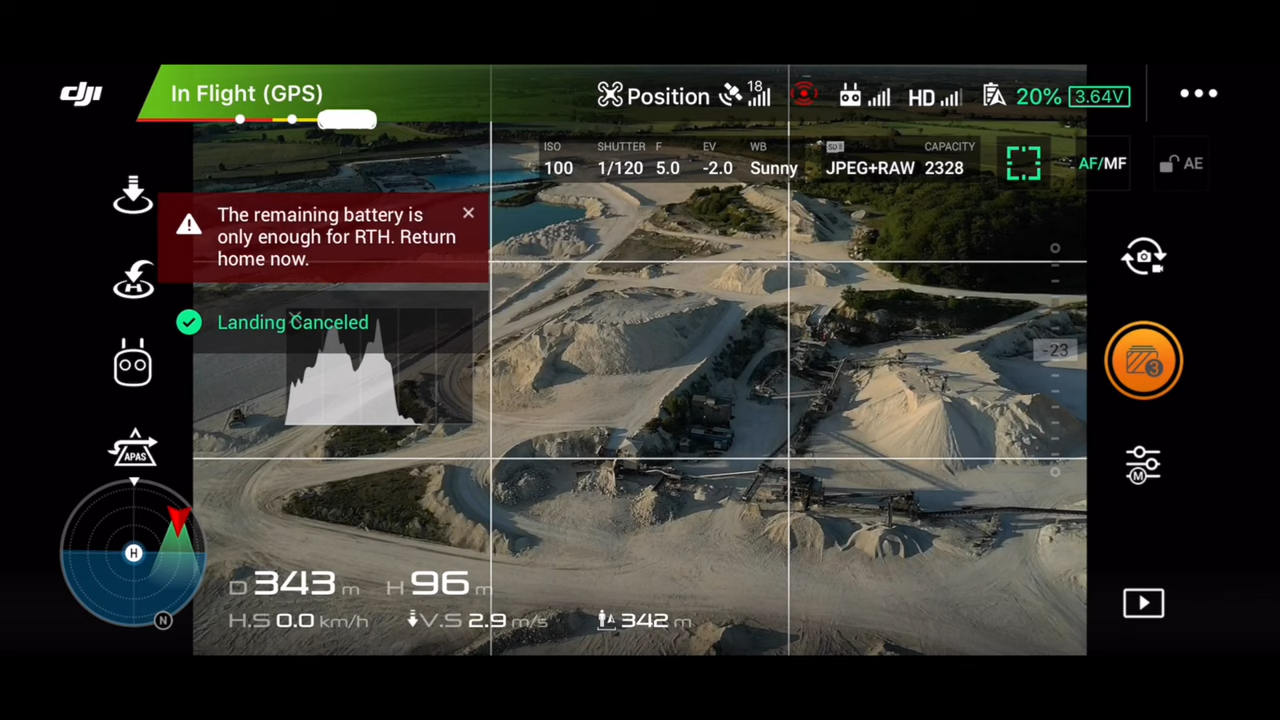 dji
In Flight (GPS)
Position
18
HD
20%
3.64V
ISO
SHUTTER
F
EV
WB
CAPACITY
100
1/120
5.0
-2.0
Sunny
JPEG+RAW
2328
AF/MF
AE
The remaining battery is
only enough for RTH. Return
home now.
Landing Canceled
-23
3
APAS
M
H
N
D 343 m
H 96 m
H.S 0.0 km/h
V.S 2.9 m/s
342 m